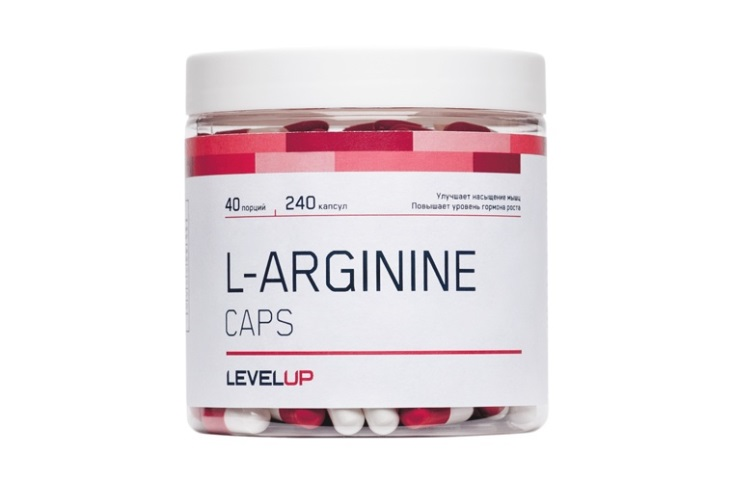 40 порций 240 капсул
Улучшает насыщение мышц
Повышает уровень гормона роста
L-ARGININE
CAPS
LEVELUP